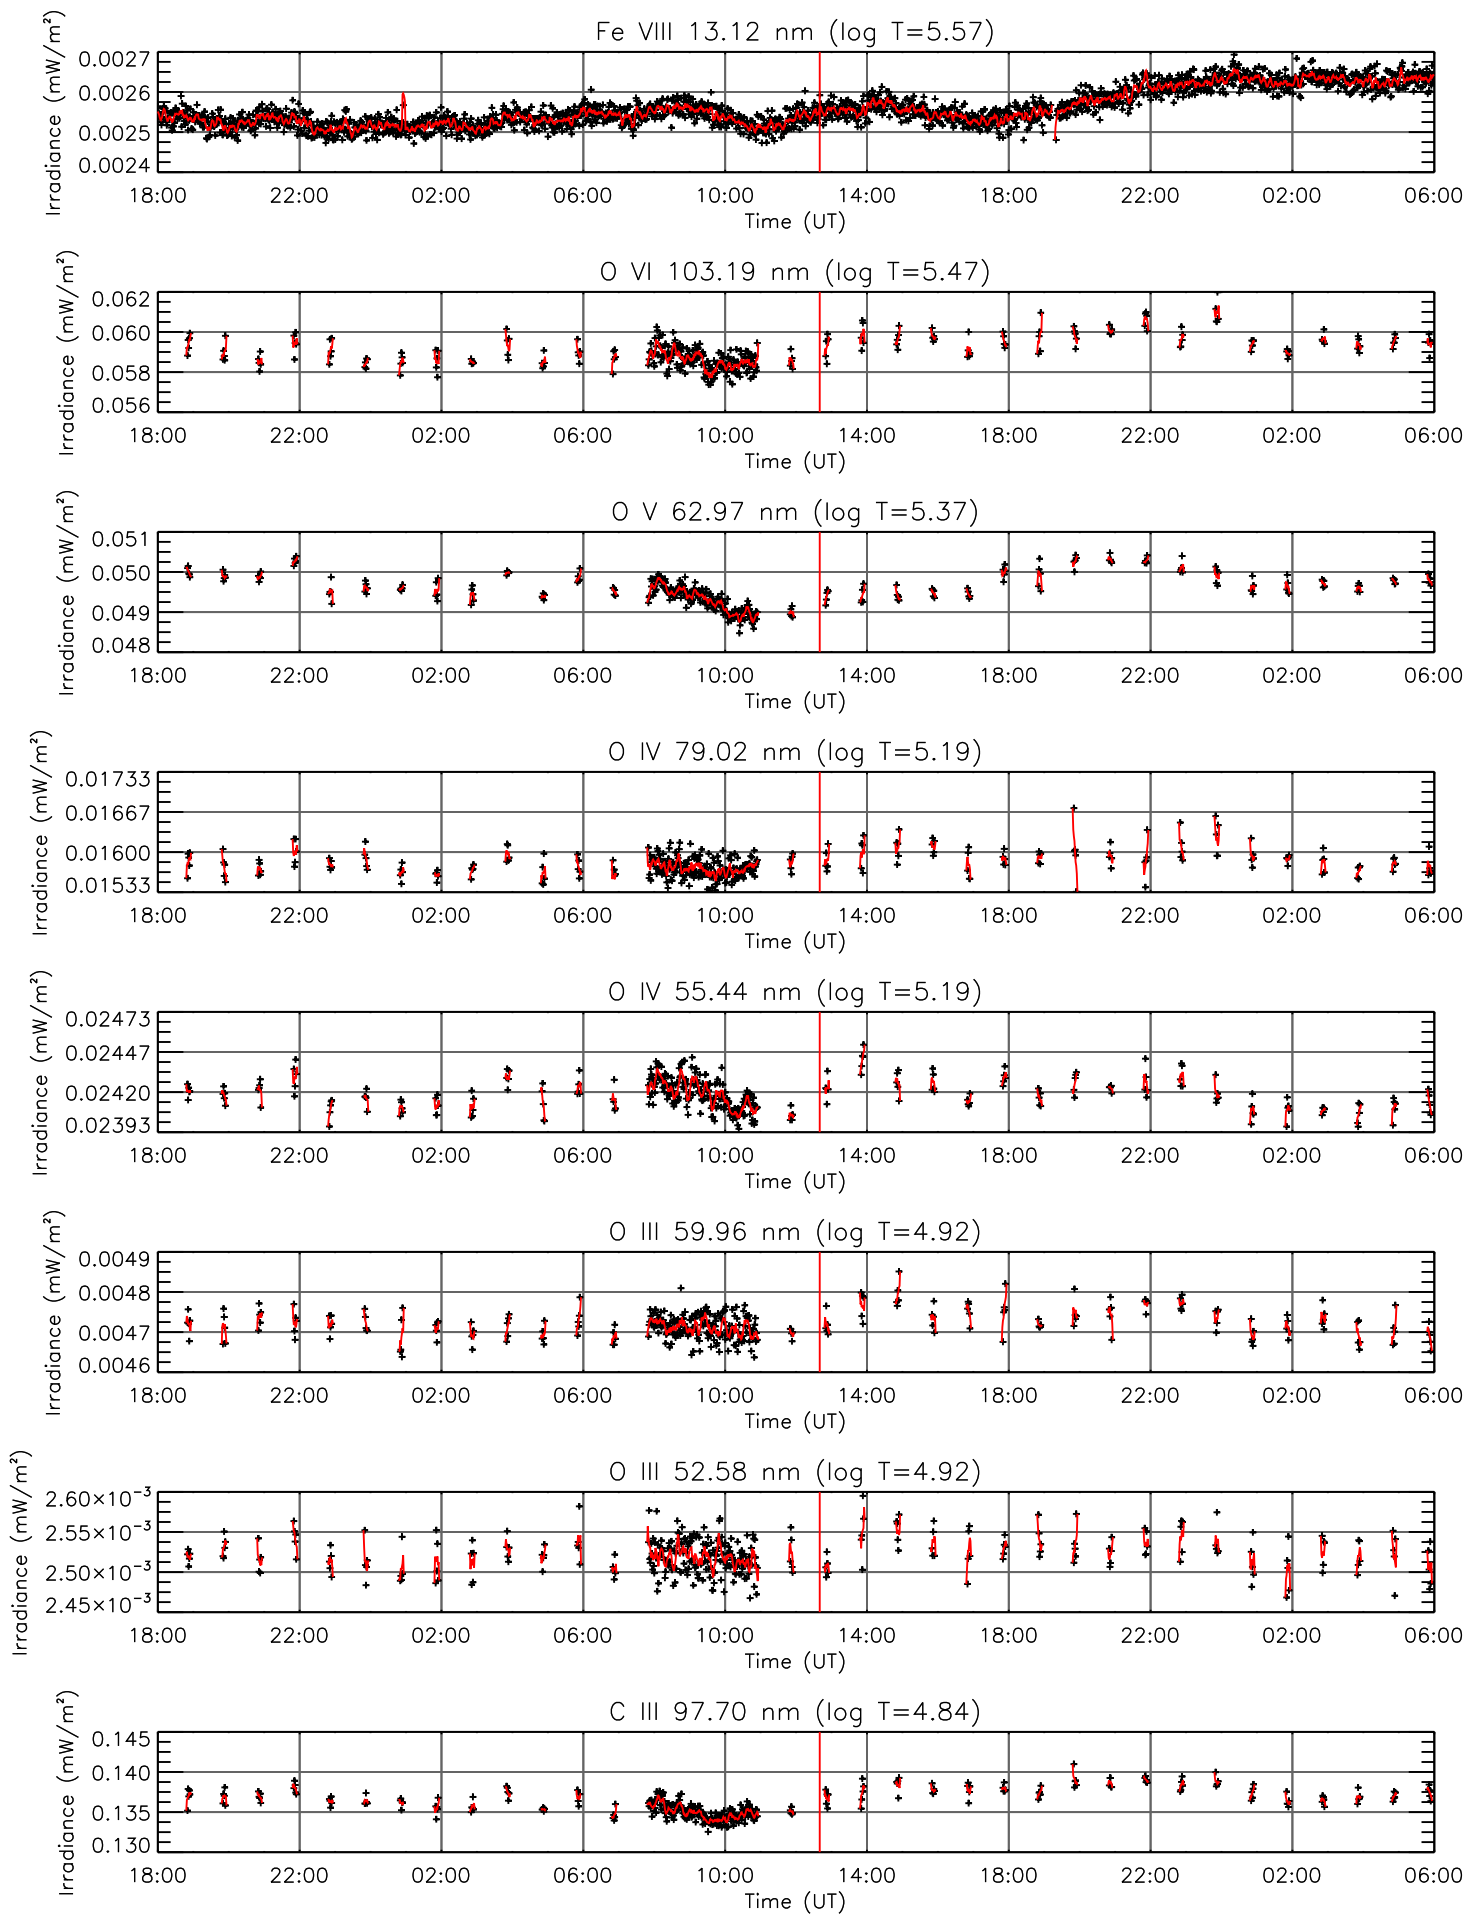 Fe VIII 13.12 nm (log T=5.57)
Irradiance (mW/m²)
0.0027
0.0026
0.0025
0.0024
18:00 22:00 02:00 06:00 10:00 14:00 18:00 22:00 02:00 06:00
Time (UT)
O VI 103.19 nm (log T=5.47)
Irradiance (mW/m²)
0.062
0.060
0.058
0.056
18:00 22:00 02:00 06:00 10:00 14:00 18:00 22:00 02:00 06:00
Time (UT)
O V 62.97 nm (log T=5.37)
Irradiance (mW/m²)
0.051
0.050
0.049
0.048
18:00 22:00 02:00 06:00 10:00 14:00 18:00 22:00 02:00 06:00
Time (UT)
O IV 79.02 nm (log T=5.19)
Irradiance (mW/m²)
0.01733
0.01667
0.01600
0.01533
18:00 22:00 02:00 06:00 10:00 14:00 18:00 22:00 02:00 06:00
Time (UT)
O IV 55.44 nm (log T=5.19)
Irradiance (mW/m²)
0.02473
0.02447
0.02420
0.02393
18:00 22:00 02:00 06:00 10:00 14:00 18:00 22:00 02:00 06:00
Time (UT)
O III 59.96 nm (log T=4.92)
Irradiance (mW/m²)
0.0049
0.0048
0.0047
0.0046
18:00 22:00 02:00 06:00 10:00 14:00 18:00 22:00 02:00 06:00
Time (UT)
O III 52.58 nm (log T=4.92)
Irradiance (mW/m²)
2.60×10⁻³
2.55×10⁻³
2.50×10⁻³
2.45×10⁻³
18:00 22:00 02:00 06:00 10:00 14:00 18:00 22:00 02:00 06:00
Time (UT)
C III 97.70 nm (log T=4.84)
Irradiance (mW/m²)
0.145
0.140
0.135
0.130
18:00 22:00 02:00 06:00 10:00 14:00 18:00 22:00 02:00 06:00
Time (UT)